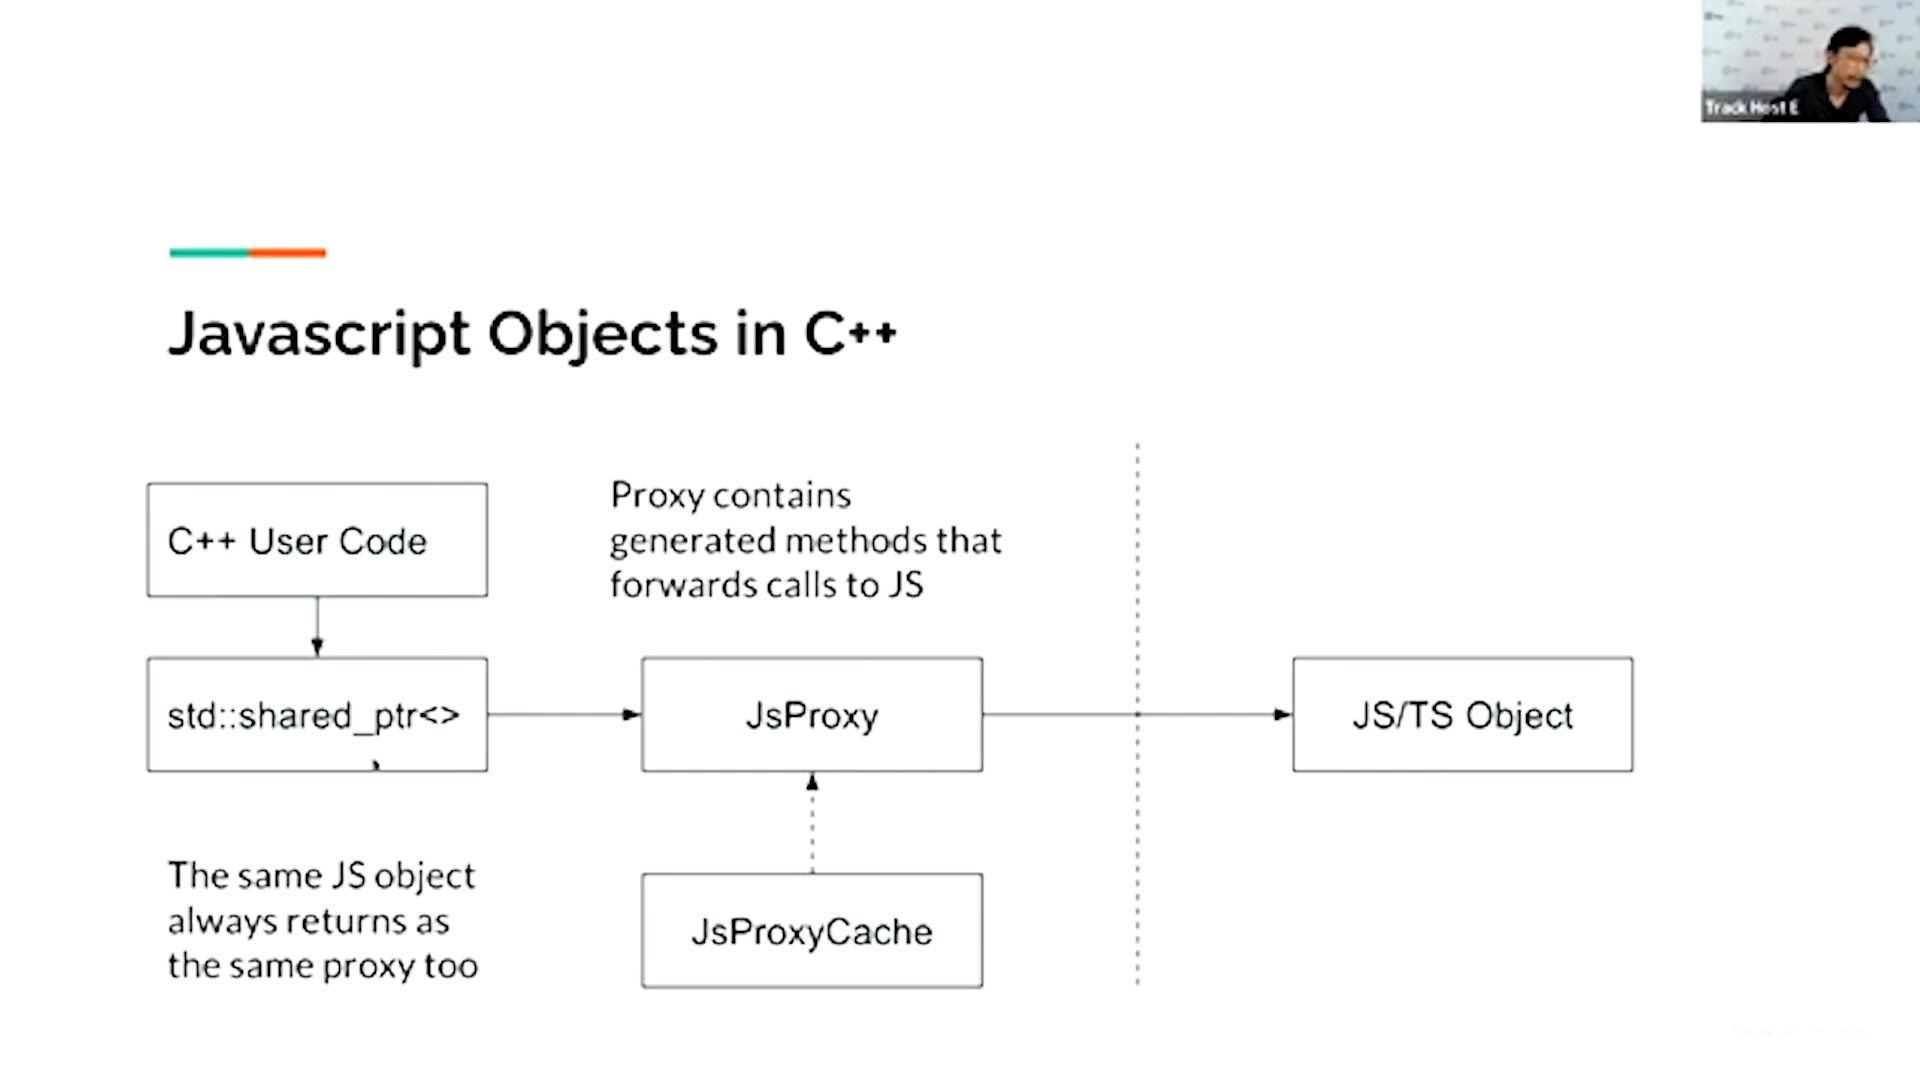 Track Host E
Javascript Objects in C++
C++ User Code
Proxy contains
generated methods that
forwards calls to JS
std::shared_ptr<>
JsProxy
JS/TS Object
The same JS object
always returns as
the same proxy too
JsProxyCache